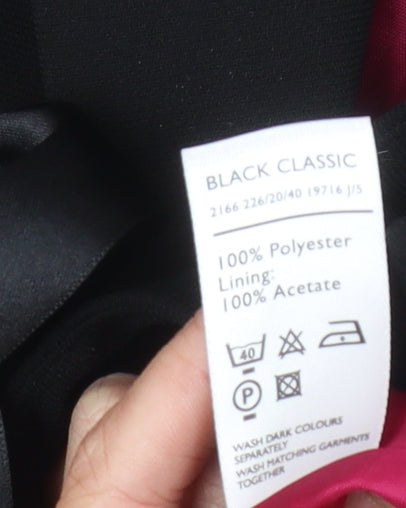 BLACK CLASSIC
2166 226/20/40 19716 J/5
100% Polyester
Lining:
100% Acetate
40
P
WASH DARK COLOURS
SEPARATELY
WASH MATCHING GARMENTS
TOGETHER